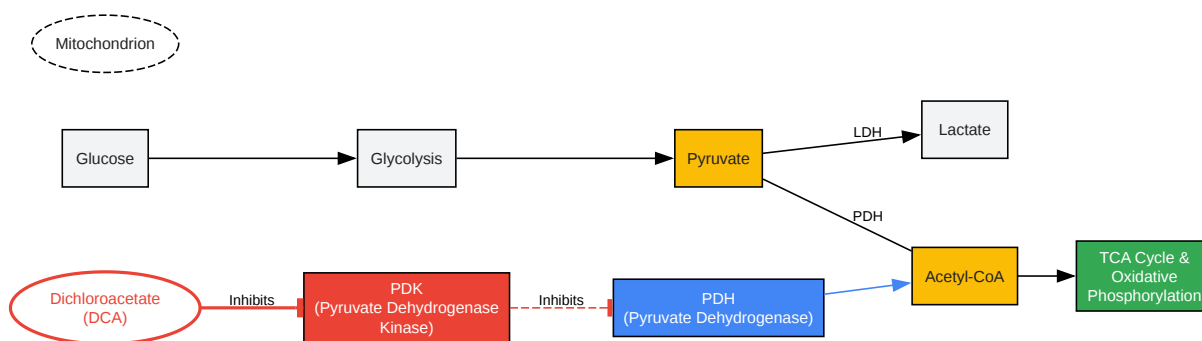 Mitochondrion
Glucose
Glycolysis
Pyruvate
LDH
Lactate
PDH
Acetyl-CoA
TCA Cycle &
Oxidative
Phosphorylation
Dichloroacetate
(DCA)
Inhibits
PDK
(Pyruvate Dehydrogenase
Kinase)
Inhibits
PDH
(Pyruvate Dehydrogenase)